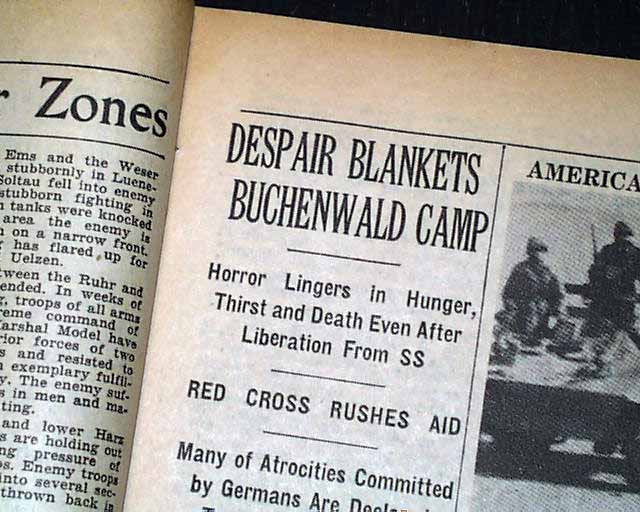 r Zones
Ems and the Weser
stubbornly in Luene-
Soltau fell into enemy
stubborn fighting in
tanks were knocked
area the enemy is
on a narrow front.
has flared up for
Uelzen.
tween the Ruhr and
ended. In weeks of
troops of all arms
reme command of
Marshal Model have
rior forces of two
s and resisted to
exemplary fulfil-
y. The enemy suf-
s in men and ma-
ting.
and lower Harz
s are holding out
ng pressure of
ps. Enemy troops
into several sec-
thrown back in
DESPAIR BLANKETS
BUCHENWALD CAMP
Horror Lingers in Hunger,
Thirst and Death Even After
Liberation From SS
RED CROSS RUSHES AID
Many of Atrocities Committed
by Germans Are
AMERICA